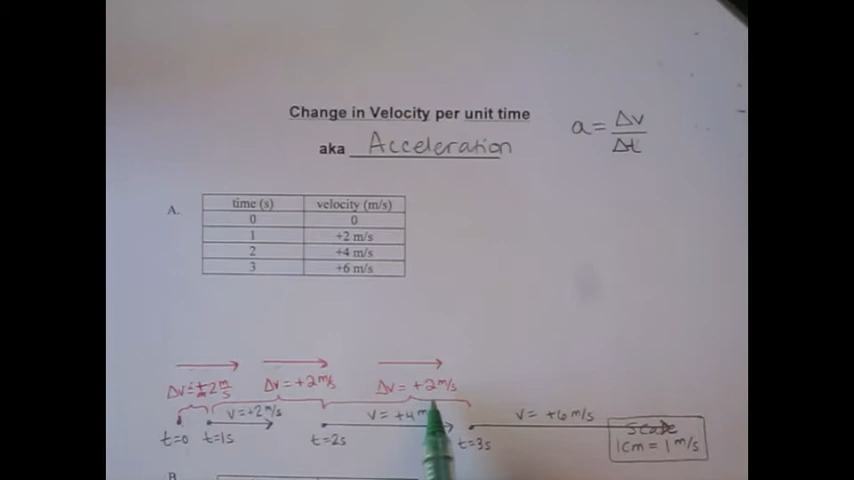 Change in Velocity per unit time
aka Acceleration
a = Δv/Δt
A.
time (s) velocity (m/s)
0 0
1 +2 m/s
2 +4 m/s
3 +6 m/s
Δv = +2 m/s Δv = +2 m/s Δv = +2 m/s
v = +2 m/s v = +4 m v = +6 m/s
t=0 t=1s t=2s t=3s
Scale
1cm = 1 m/s
B